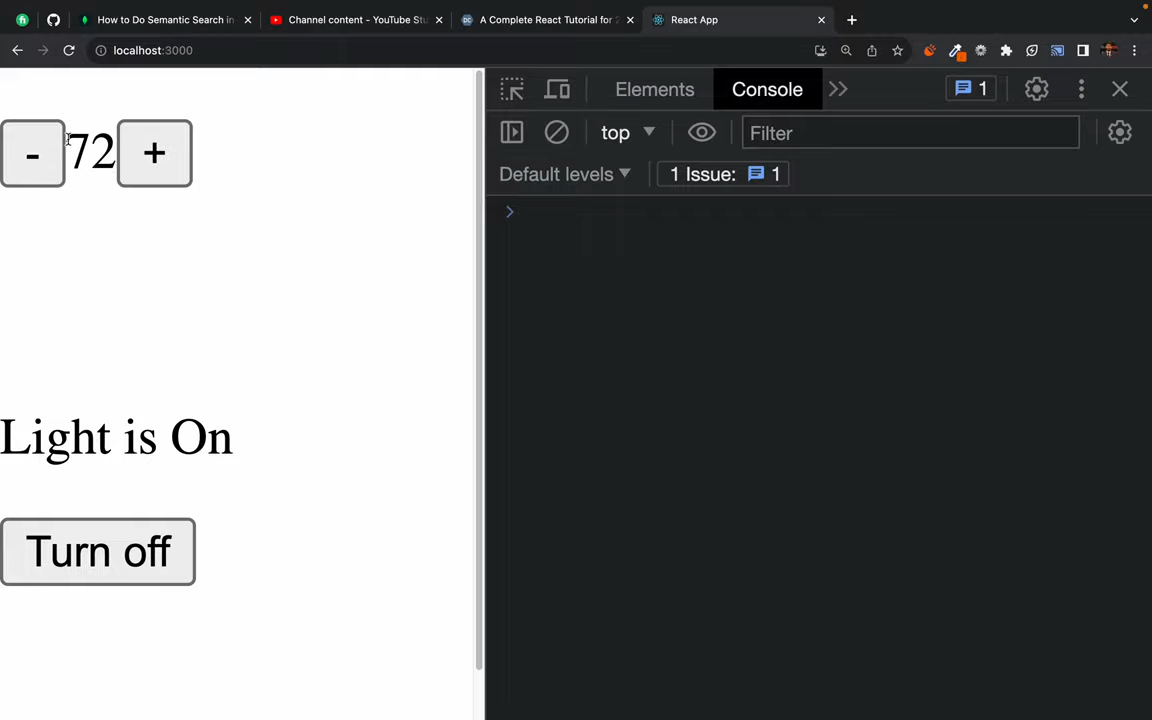 How to Do Semantic Search in
Channel content - YouTube Stu
DC A Complete React Tutorial for 2
React App
localhost:3000
Elements Console 1
top Filter
Default levels 1 Issue: 1
- 72 +
Light is On
Turn off